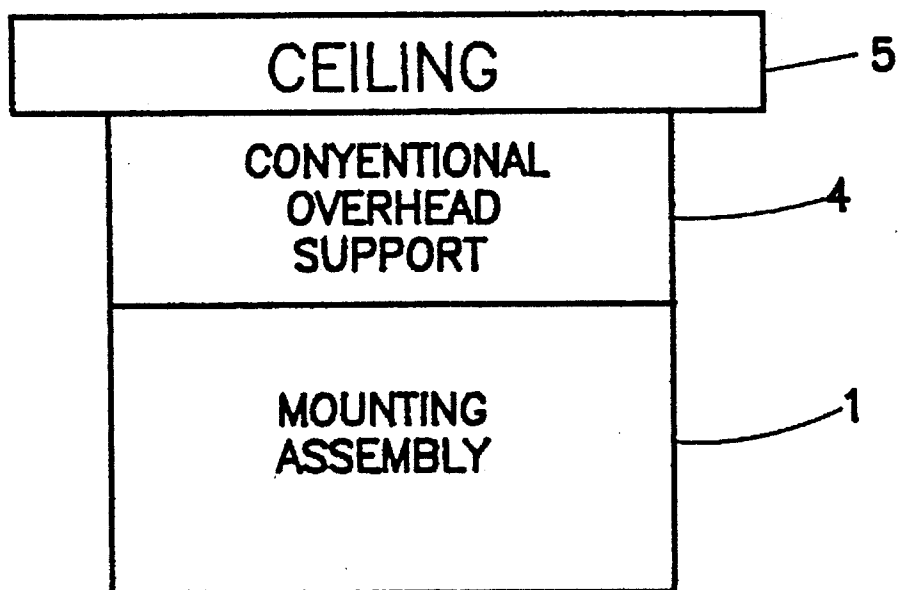 CEILING
5
CONYENTIONAL
OVERHEAD
SUPPORT
4
MOUNTING
ASSEMBLY
1